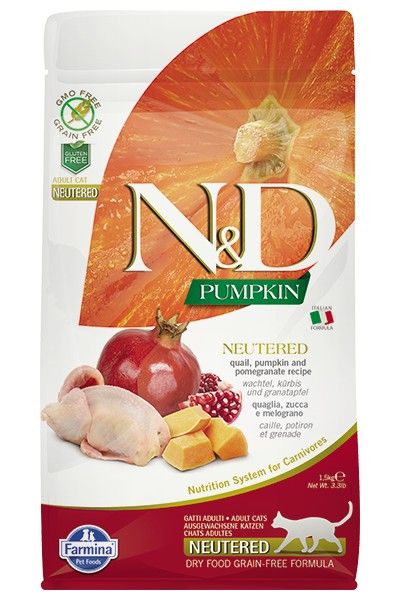 GMO FREE
GRAIN FREE
GLUTEN
FREE
ADULT CAT
NEUTERED
N&D
PUMPKIN
ITALIAN
FORMULA
NEUTERED
quail, pumpkin and
pomegranate recipe
wachtel, kürbis
und granatapfel
quaglia, zucca
e melograno
caille, potiron
et grenade
Nutrition System for Carnivores
1.5kg℮
Net Wt. 3.3lb
GATTI ADULTI • ADULT CATS
AUSGEWACHSENE KATZEN
CHATS ADULTES
NEUTERED
DRY FOOD GRAIN-FREE FORMULA
Farmina
Pet Foods